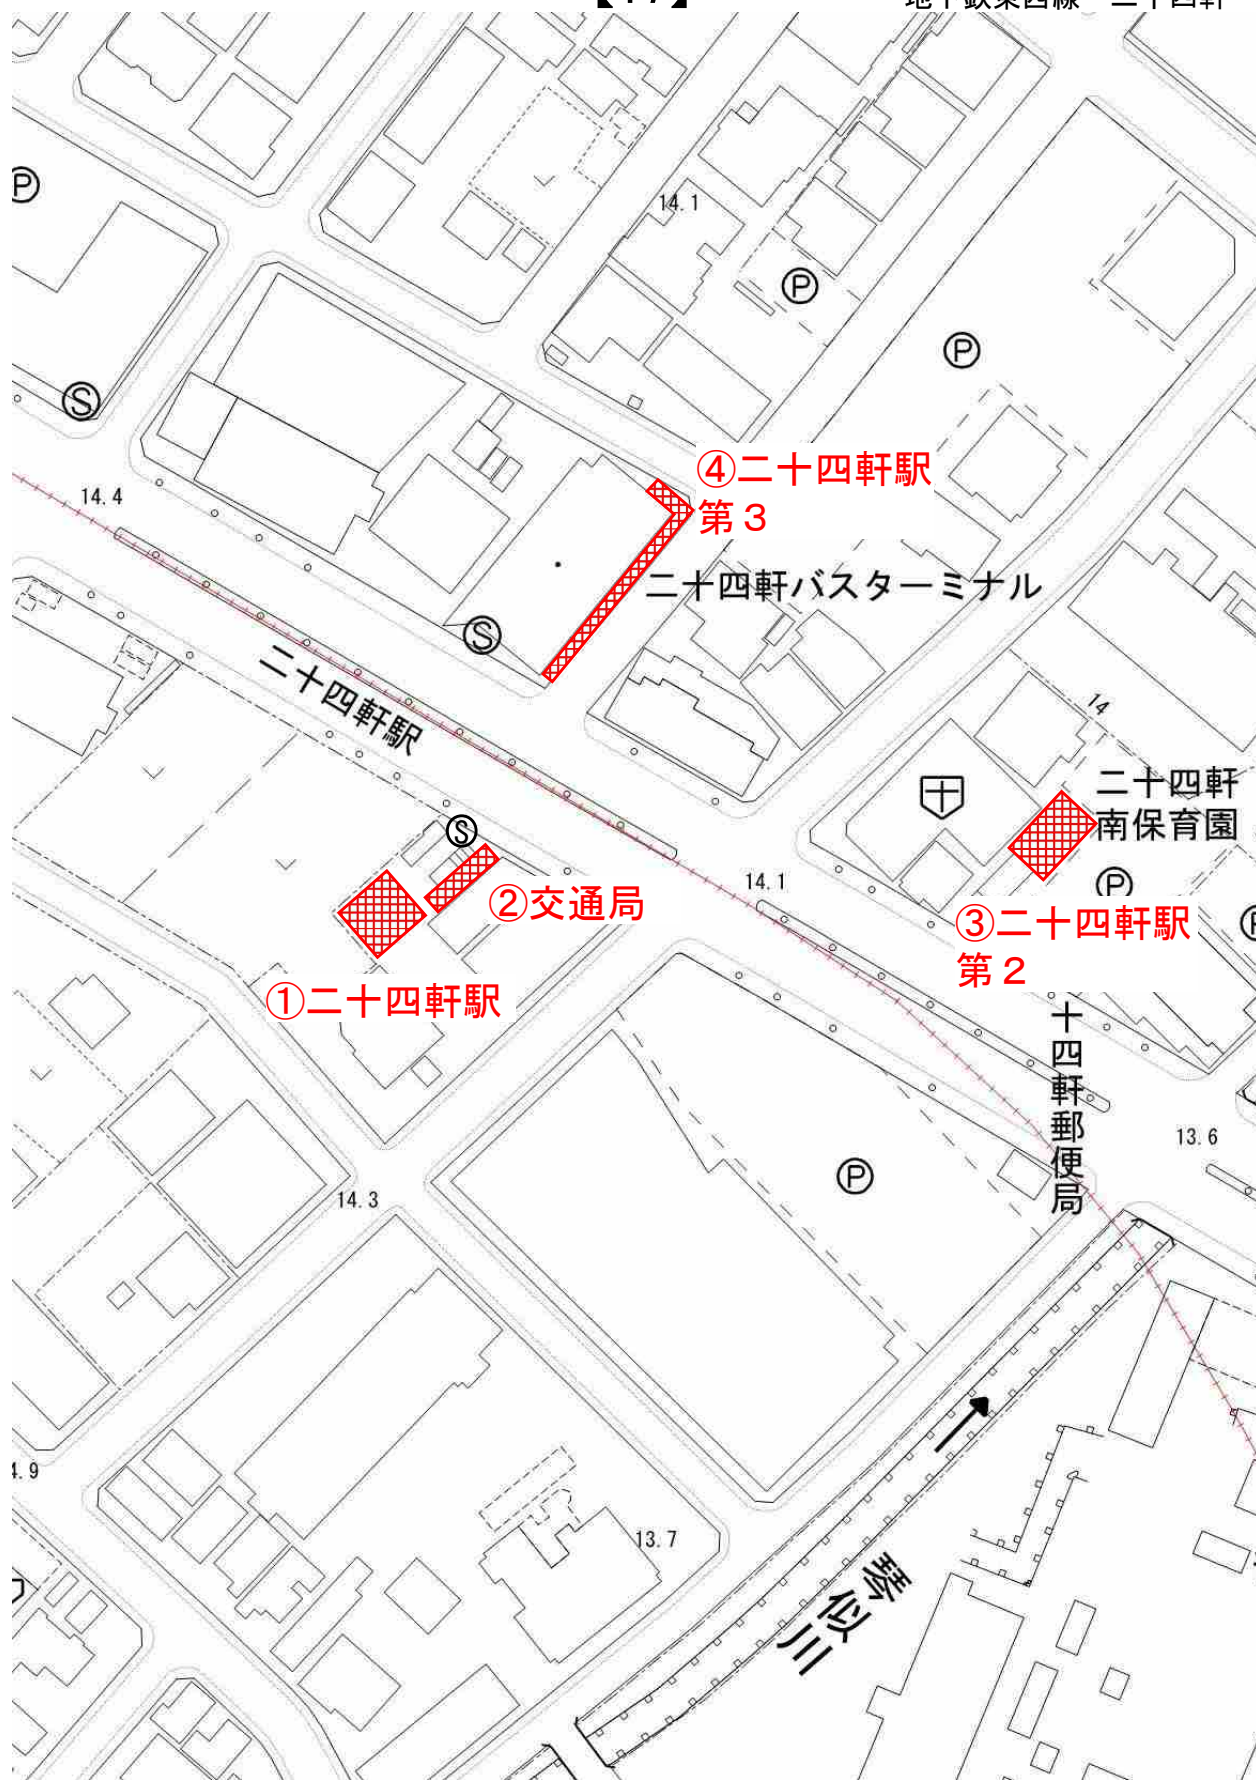 14.1
14.4
④二十四軒駅
第３
二十四軒バスターミナル
二十四軒駅
14
二十四軒
南保育園
14.1
②交通局
③二十四軒駅
第２
①二十四軒駅
十四軒郵便局
13.6
14.3
13.7
琴似川
Ⓟ
Ⓟ
Ⓟ
Ⓢ
Ⓢ
Ⓢ
Ⓟ
Ⓟ